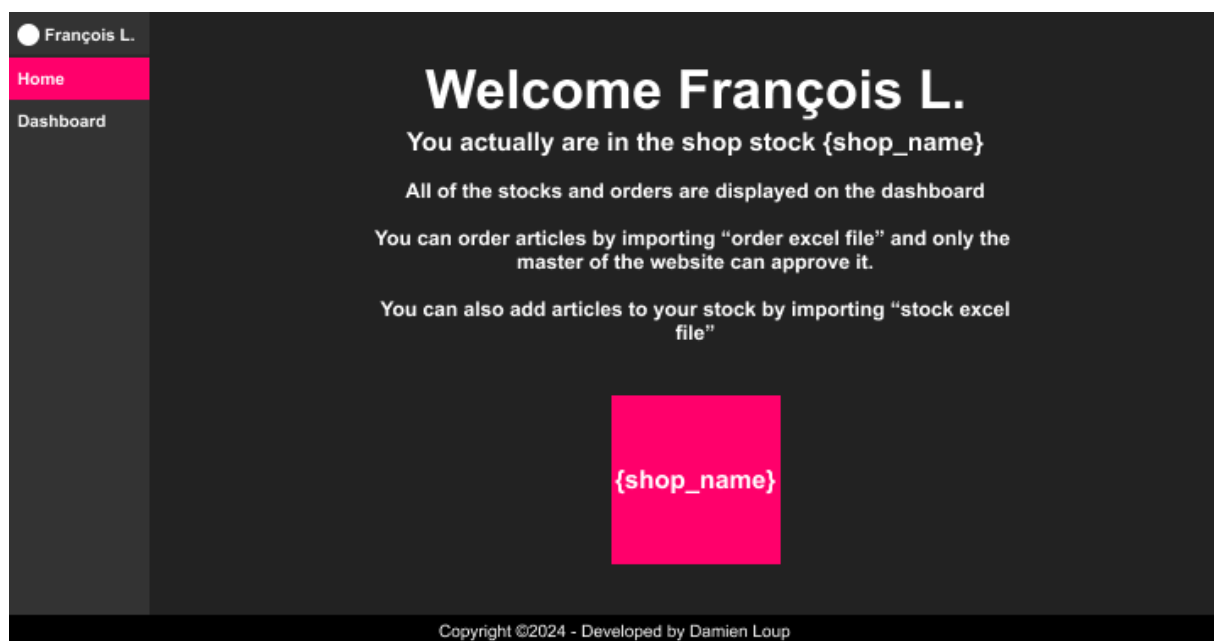 François L.
Home
Dashboard
Welcome François L.
You actually are in the shop stock {shop_name}
All of the stocks and orders are displayed on the dashboard
You can order articles by importing “order excel file” and only the
master of the website can approve it.
You can also add articles to your stock by importing “stock excel
file”
{shop_name}
Copyright ©2024 - Developed by Damien Loup